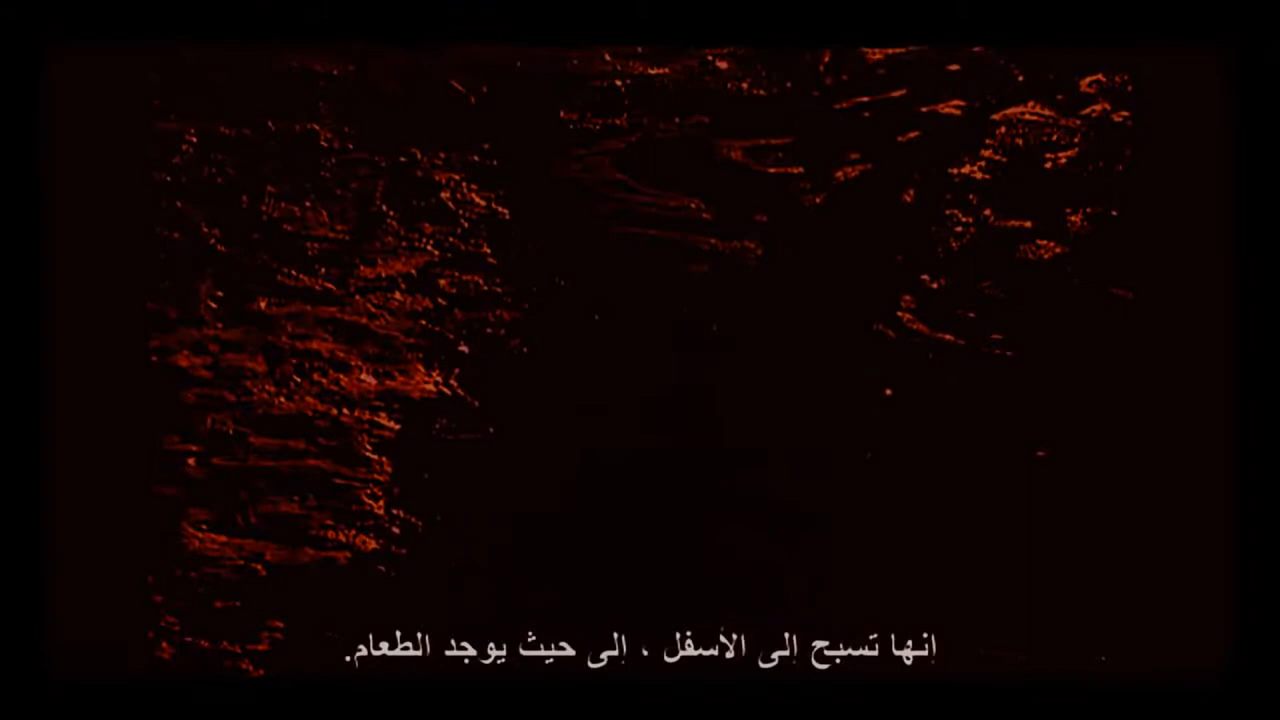 إنها تسبح إلى الأسفل ، إلى حيث يوجد الطعام.